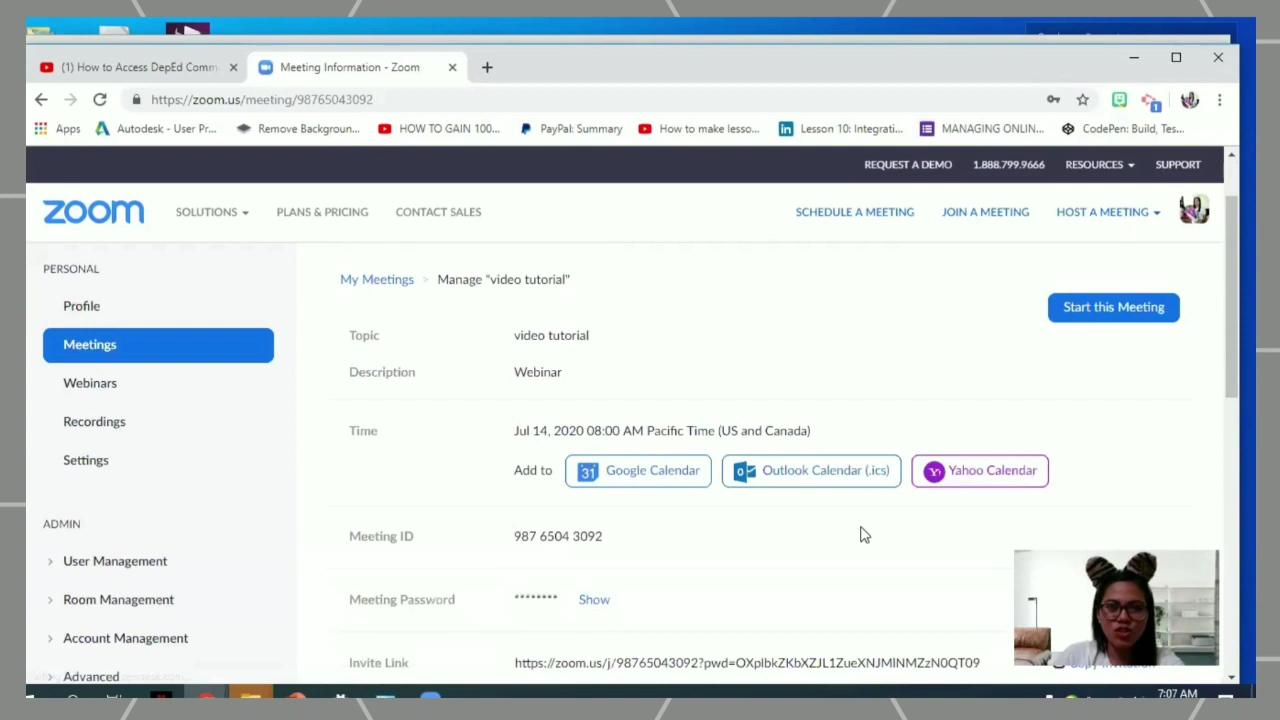 (1) How to Access DepEd Comm
Meeting Information - Zoom
https://zoom.us/meeting/98765043092
Apps
Autodesk - User Pr...
Remove Backgroun...
HOW TO GAIN 100...
PayPal: Summary
How to make lesso...
Lesson 10: Integrati...
MANAGING ONLIN...
CodePen: Build, Tes...
REQUEST A DEMO 1.888.799.9666 RESOURCES SUPPORT
zoom SOLUTIONS PLANS & PRICING CONTACT SALES SCHEDULE A MEETING JOIN A MEETING HOST A MEETING
PERSONAL
Profile
Meetings
Webinars
Recordings
Settings
ADMIN
User Management
Room Management
Account Management
Advanced
My Meetings > Manage "video tutorial"
Start this Meeting
Topic video tutorial
Description Webinar
Time Jul 14, 2020 08:00 AM Pacific Time (US and Canada)
Add to 31 Google Calendar Outlook Calendar (.ics) Yahoo Calendar
Meeting ID 987 6504 3092
Meeting Password ******** Show
Invite Link https://zoom.us/j/98765043092?pwd=OXplbkZKbXZJL1ZueXNJMlNMZzN0QT09
7:07 AM